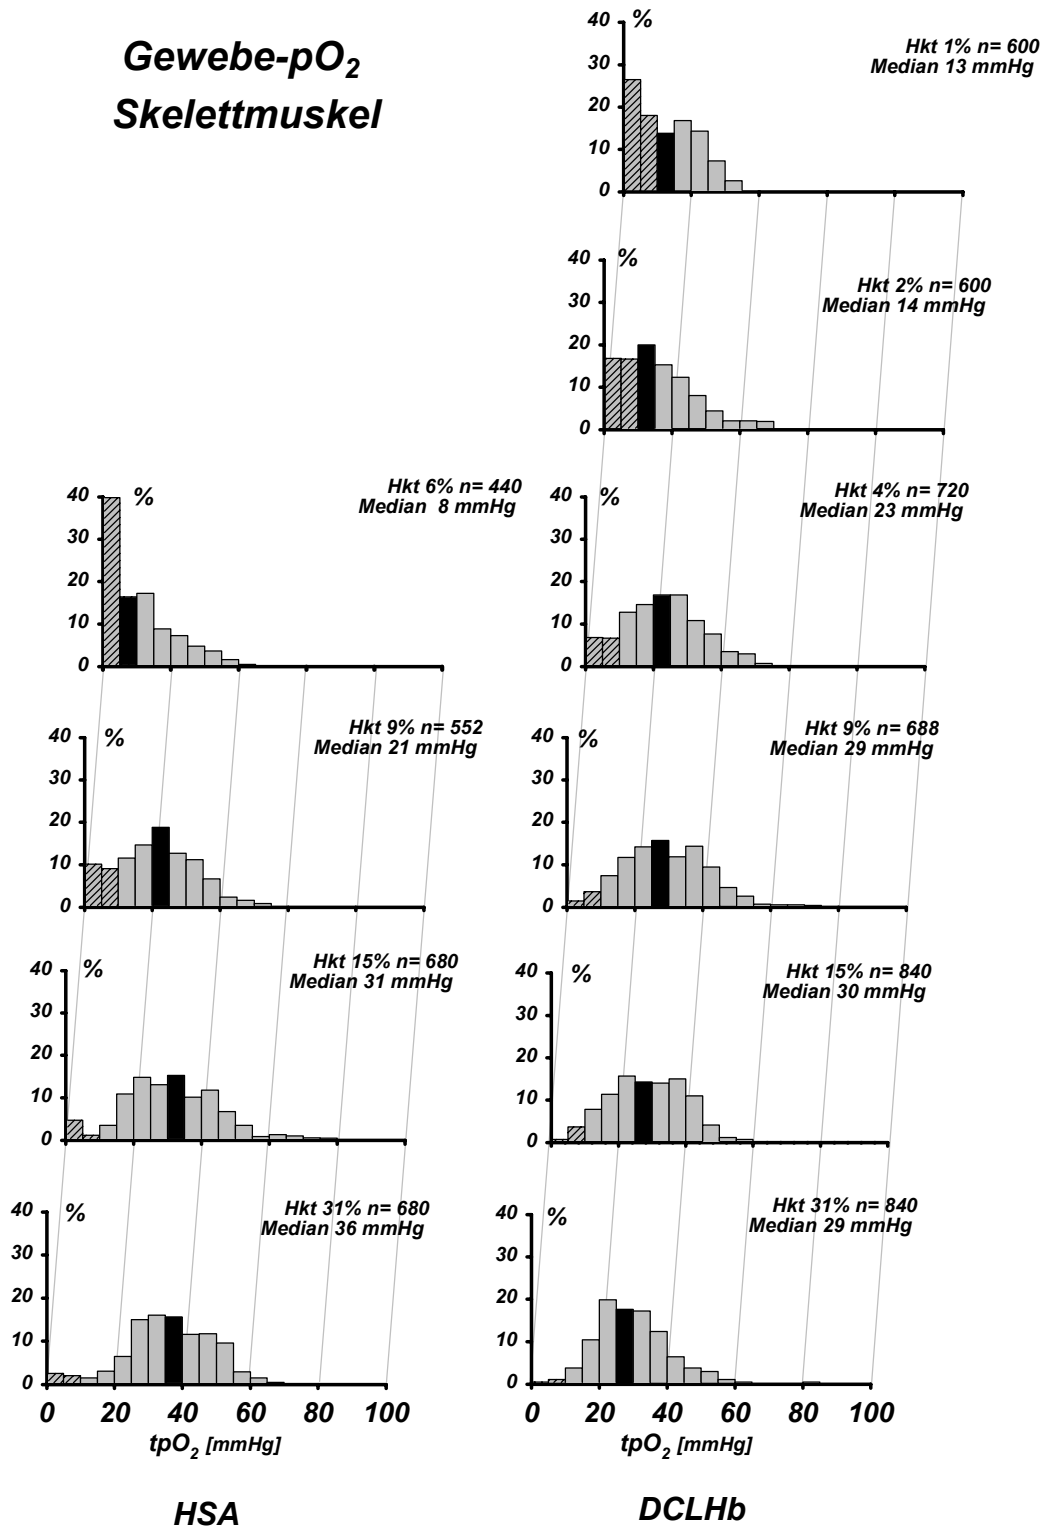 Gewebe-pO2
Skelettmuskel
%
Hkt 1% n= 600
Median 13 mmHg
40
30
20
10
0
%
Hkt 2% n= 600
Median 14 mmHg
40
30
20
10
0
%
Hkt 6% n= 440
Median 8 mmHg
40
30
20
10
0
%
Hkt 4% n= 720
Median 23 mmHg
40
30
20
10
0
%
Hkt 9% n= 552
Median 21 mmHg
40
30
20
10
0
%
Hkt 9% n= 688
Median 29 mmHg
40
30
20
10
0
%
Hkt 15% n= 680
Median 31 mmHg
40
30
20
10
0
%
Hkt 15% n= 840
Median 30 mmHg
40
30
20
10
0
%
Hkt 31% n= 680
Median 36 mmHg
40
30
20
10
0
0 20 40 60 80 100
tpO2 [mmHg]
HSA
%
Hkt 31% n= 840
Median 29 mmHg
40
30
20
10
0
0 20 40 60 80 100
tpO2 [mmHg]
DCLHb